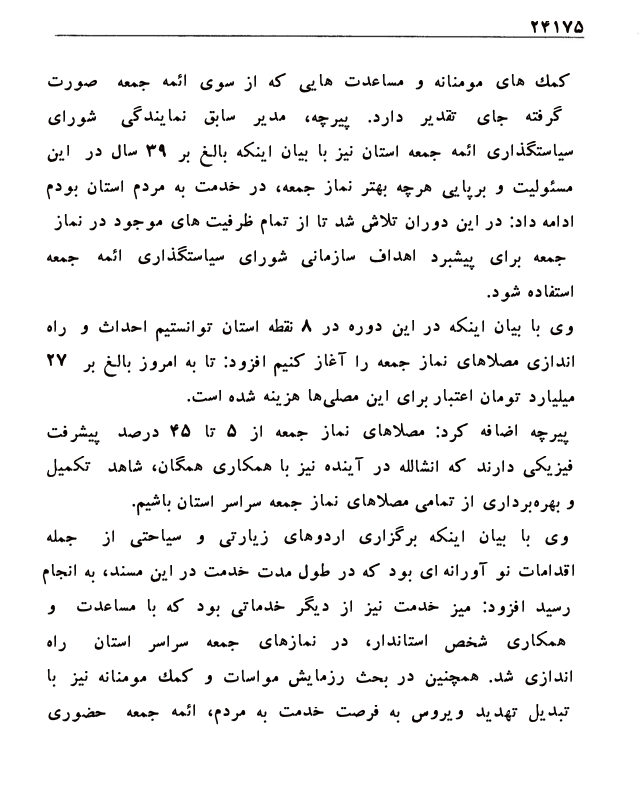 ۲۴۱۷۵
کمك های مومنانه و مساعدت هایی که از سوی ائمه جمعه صورت
گرفته جای تقدیر دارد. پیرچه، مدیر سابق نمایندگی شورای
سیاستگذاری ائمه جمعه استان نیز با بیان اینکه بالغ بر ۳۹ سال در این
مسئولیت و برپایی هرچه بهتر نماز جمعه، در خدمت به مردم استان بودم
ادامه داد: در این دوران تلاش شد تا از تمام ظرفیت های موجود در نماز
جمعه برای پیشبرد اهداف سازمانی شورای سیاستگذاری ائمه جمعه
استفاده شود.
وی با بیان اینکه در این دوره در ۸ نقطه استان توانستیم احداث و راه
اندازی مصلاهای نماز جمعه را آغاز کنیم افزود: تا به امروز بالغ بر ۲۷
میلیارد تومان اعتبار برای این مصلی‌ها هزینه شده است.
پیرچه اضافه کرد: مصلاهای نماز جمعه از ۵ تا ۴۵ درصد پیشرفت
فیزیکی دارند که انشالله در آینده نیز با همکاری همگان، شاهد تکمیل
و بهره‌برداری از تمامی مصلاهای نماز جمعه سراسر استان باشیم.
وی با بیان اینکه برگزاری اردوهای زیارتی و سیاحتی از جمله
اقدامات نو آورانه ای بود که در طول مدت خدمت در این مسند، به انجام
رسید افزود: میز خدمت نیز از دیگر خدماتی بود که با مساعدت و
همکاری شخص استاندار، در نمازهای جمعه سراسر استان راه
اندازی شد. همچنین در بحث رزمایش مواسات و کمك مومنانه نیز با
تبدیل تهدید ویروس به فرصت خدمت به مردم، ائمه جمعه حضوری